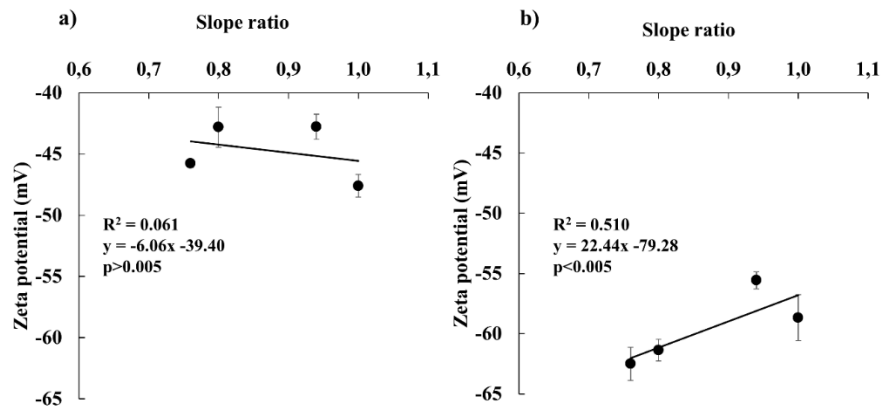 a)
Slope ratio
0,6 0,7 0,8 0,9 1,0 1,1
-40
-45
-50
-55
-60
-65
Zeta potential (mV)
R² = 0.061
y = -6.06x -39.40
p>0.005
b)
Slope ratio
0,6 0,7 0,8 0,9 1,0 1,1
-40
-45
-50
-55
-60
-65
Zeta potential (mV)
R² = 0.510
y = 22.44x -79.28
p<0.005